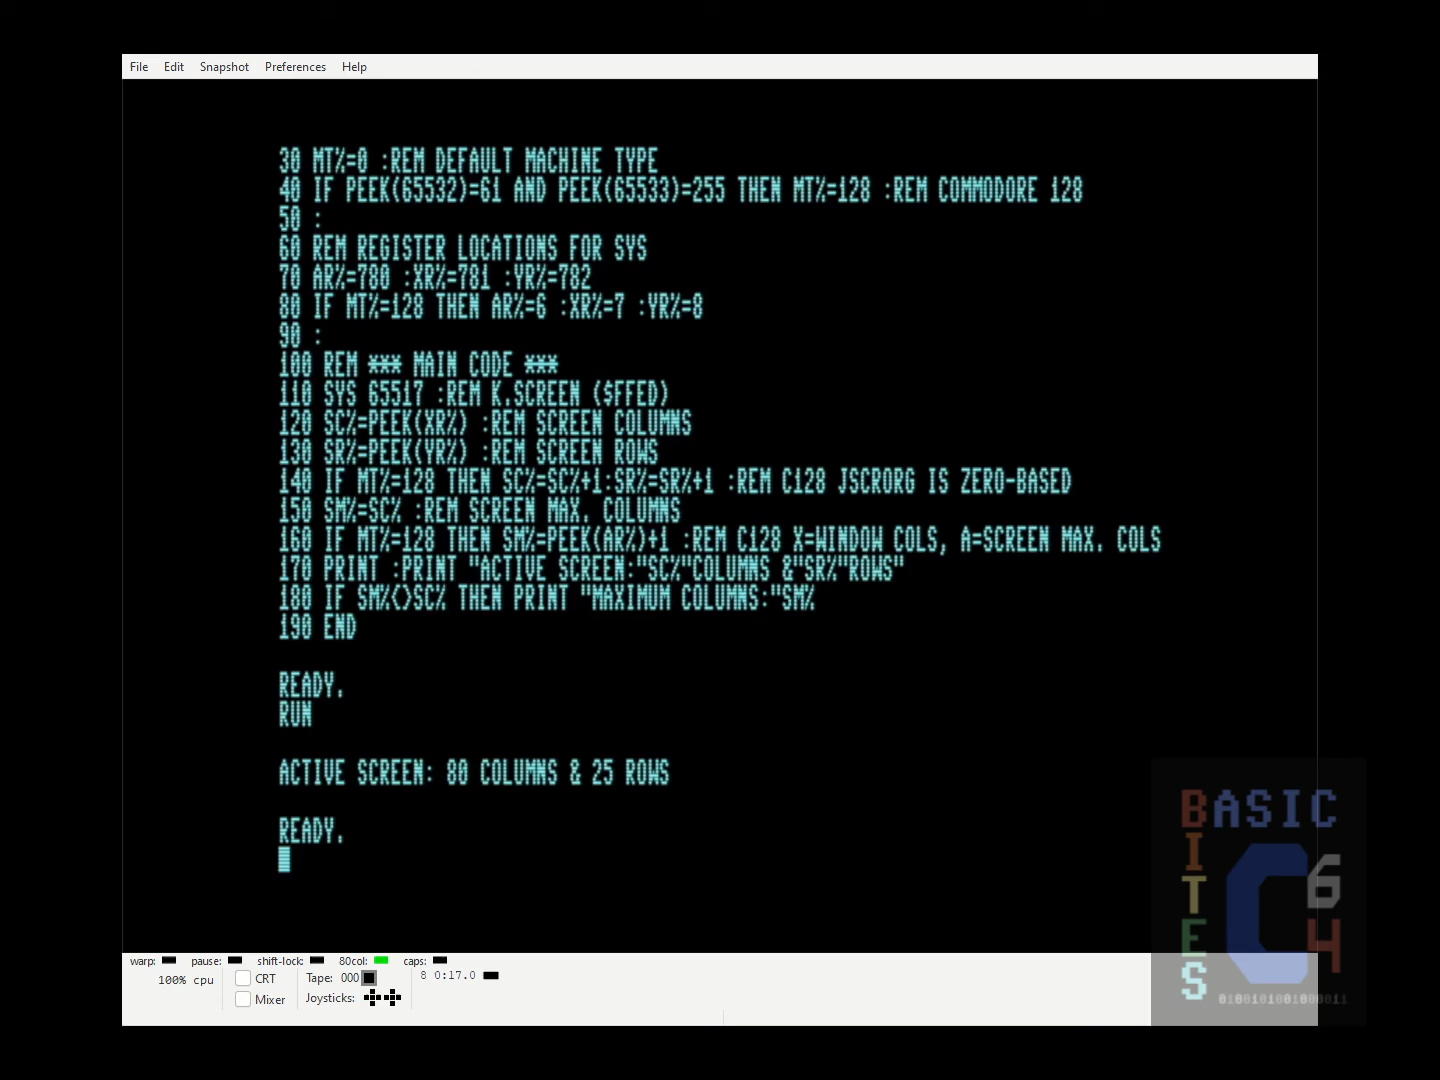 File Edit Snapshot Preferences Help
30 MT%=0 :REM DEFAULT MACHINE TYPE
40 IF PEEK(65532)=61 AND PEEK(65533)=255 THEN MT%=128 :REM COMMODORE 128
50 :
60 REM REGISTER LOCATIONS FOR SYS
70 AR%=780 :XR%=781 :YR%=782
80 IF MT%=128 THEN AR%=6 :XR%=7 :YR%=8
90 :
100 REM *** MAIN CODE ***
110 SYS 65517 :REM K.SCREEN ($FFED)
120 SC%=PEEK(XR%) :REM SCREEN COLUMNS
130 SR%=PEEK(YR%) :REM SCREEN ROWS
140 IF MT%=128 THEN SC%=SC%+1:SR%=SR%+1 :REM C128 JSCRORG IS ZERO-BASED
150 SM%=SC% :REM SCREEN MAX. COLUMNS
160 IF MT%=128 THEN SM%=PEEK(AR%)+1 :REM C128 X=WINDOW COLS, A=SCREEN MAX. COLS
170 PRINT :PRINT "ACTIVE SCREEN:"SC%"COLUMNS &"SR%"ROWS"
180 IF SM%<>SC% THEN PRINT "MAXIMUM COLUMNS:"SM%
190 END
READY.
RUN
ACTIVE SCREEN: 80 COLUMNS & 25 ROWS
READY.
BASIC
BITES
C64
warp: pause: shift-lock: 80col: caps:
100% cpu CRT Tape: 000 8 0:17.0
Mixer Joysticks: